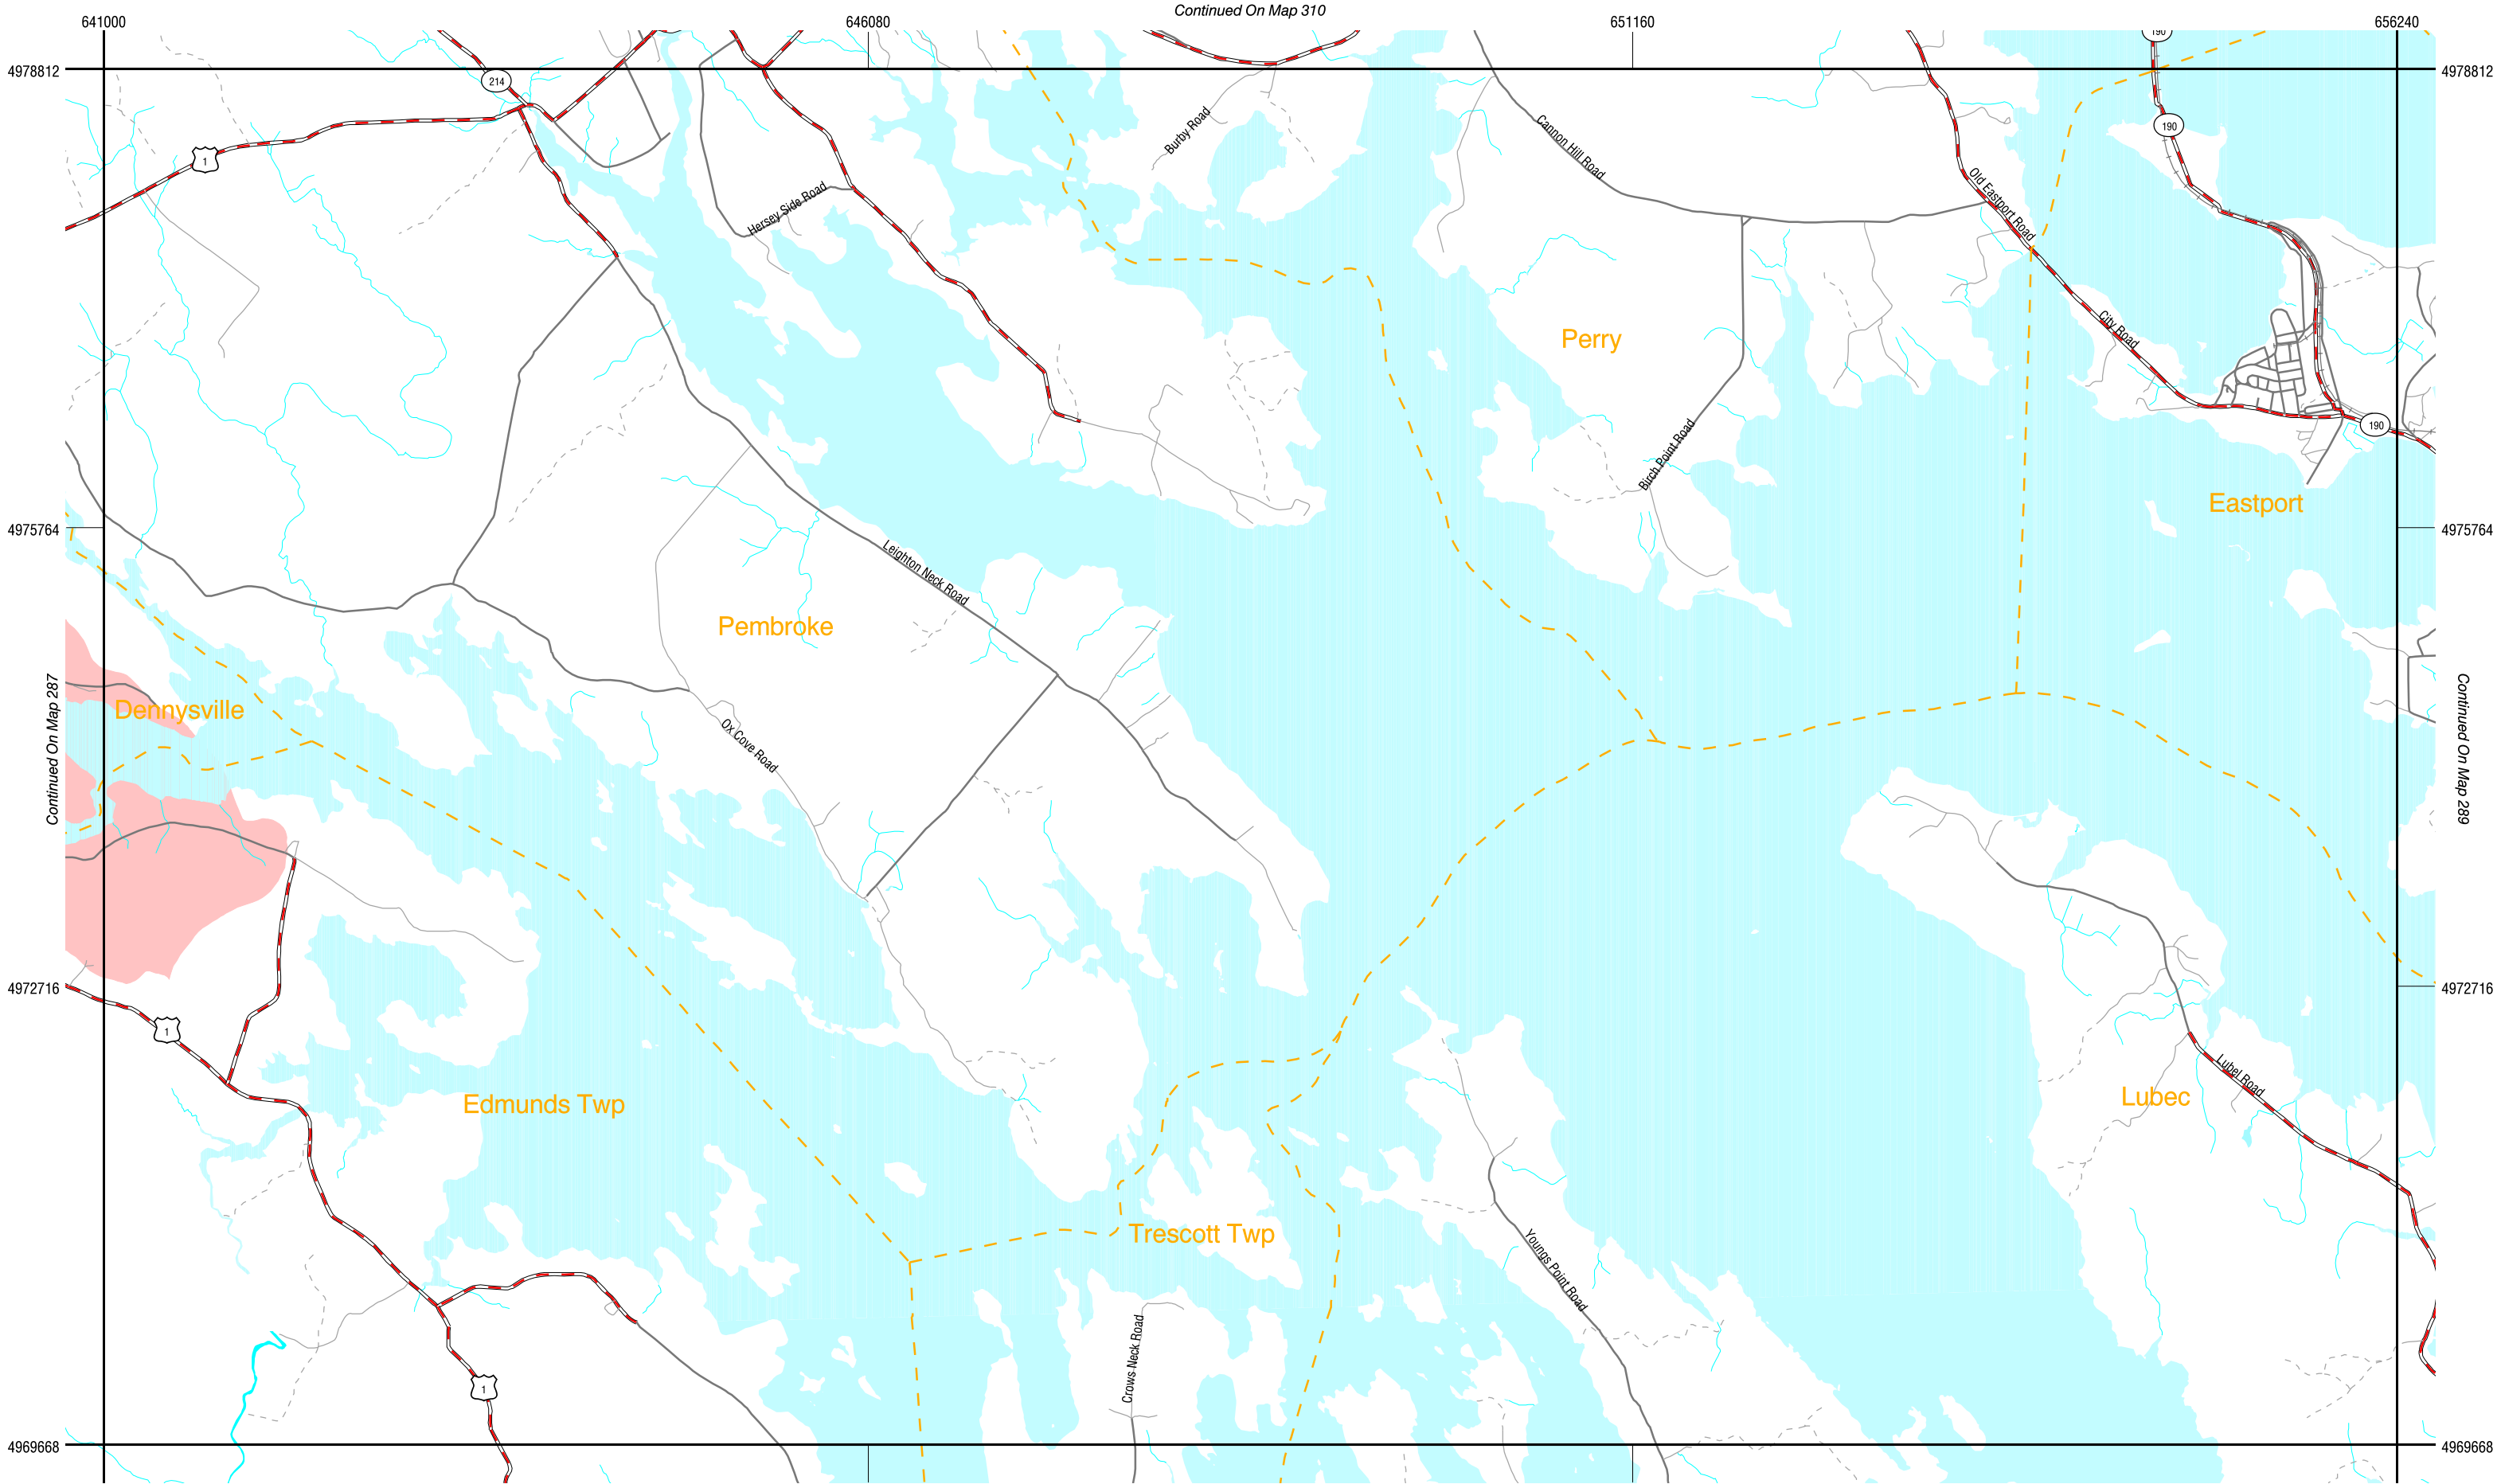 Continued On Map 310
641000
646080
651160
656240
4978812
4978812
214
190
190
1
Burby Road
Cannon Hill Road
Old Eastport Road
Hersey Side Road
City Road
Perry
190
Birch Point Road
Eastport
4975764
4975764
Leighton Neck Road
Pembroke
Dennysville
Ox Cove Road
Continued On Map 287
Continued On Map 289
4972716
4972716
1
Edmunds Twp
Lubel Road
Lubec
Trescott Twp
Youngs Point Road
Crows Neck Road
1
4969668
4969668